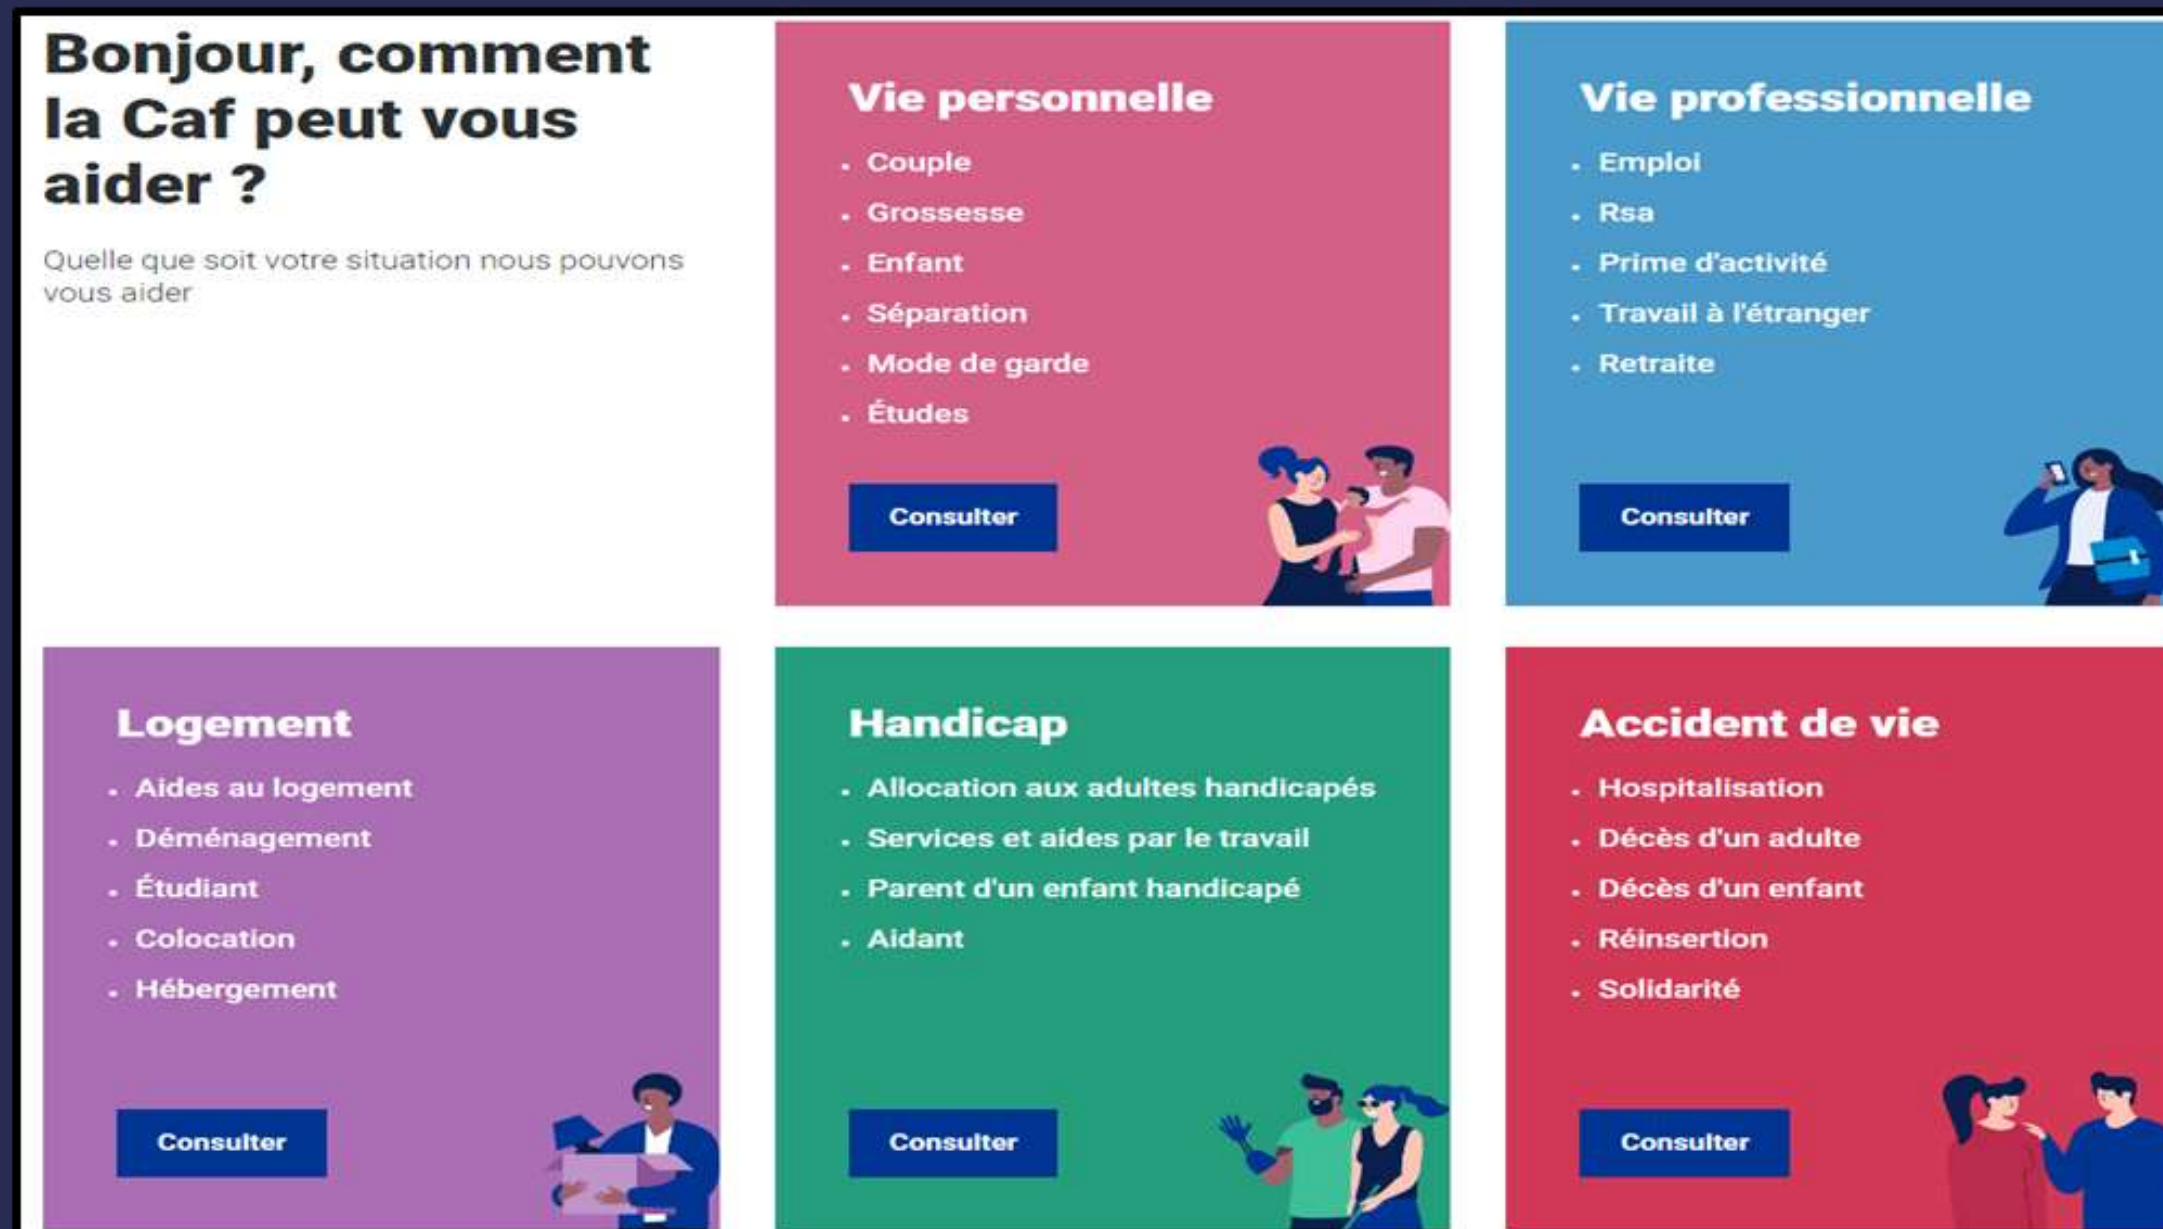 Bonjour, comment
la Caf peut vous
aider ?
Quelle que soit votre situation nous pouvons
vous aider
Vie personnelle
Couple
Grossesse
Enfant
Séparation
Mode de garde
Études
Consulter
Vie professionnelle
Emploi
Rsa
Prime d'activité
Travail à l'étranger
Retraite
Consulter
Logement
Aides au logement
Déménagement
Étudiant
Colocation
Hébergement
Consulter
Handicap
Allocation aux adultes handicapés
Services et aides par le travail
Parent d'un enfant handicapé
Aidant
Consulter
Accident de vie
Hospitalisation
Décès d'un adulte
Décès d'un enfant
Réinsertion
Solidarité
Consulter